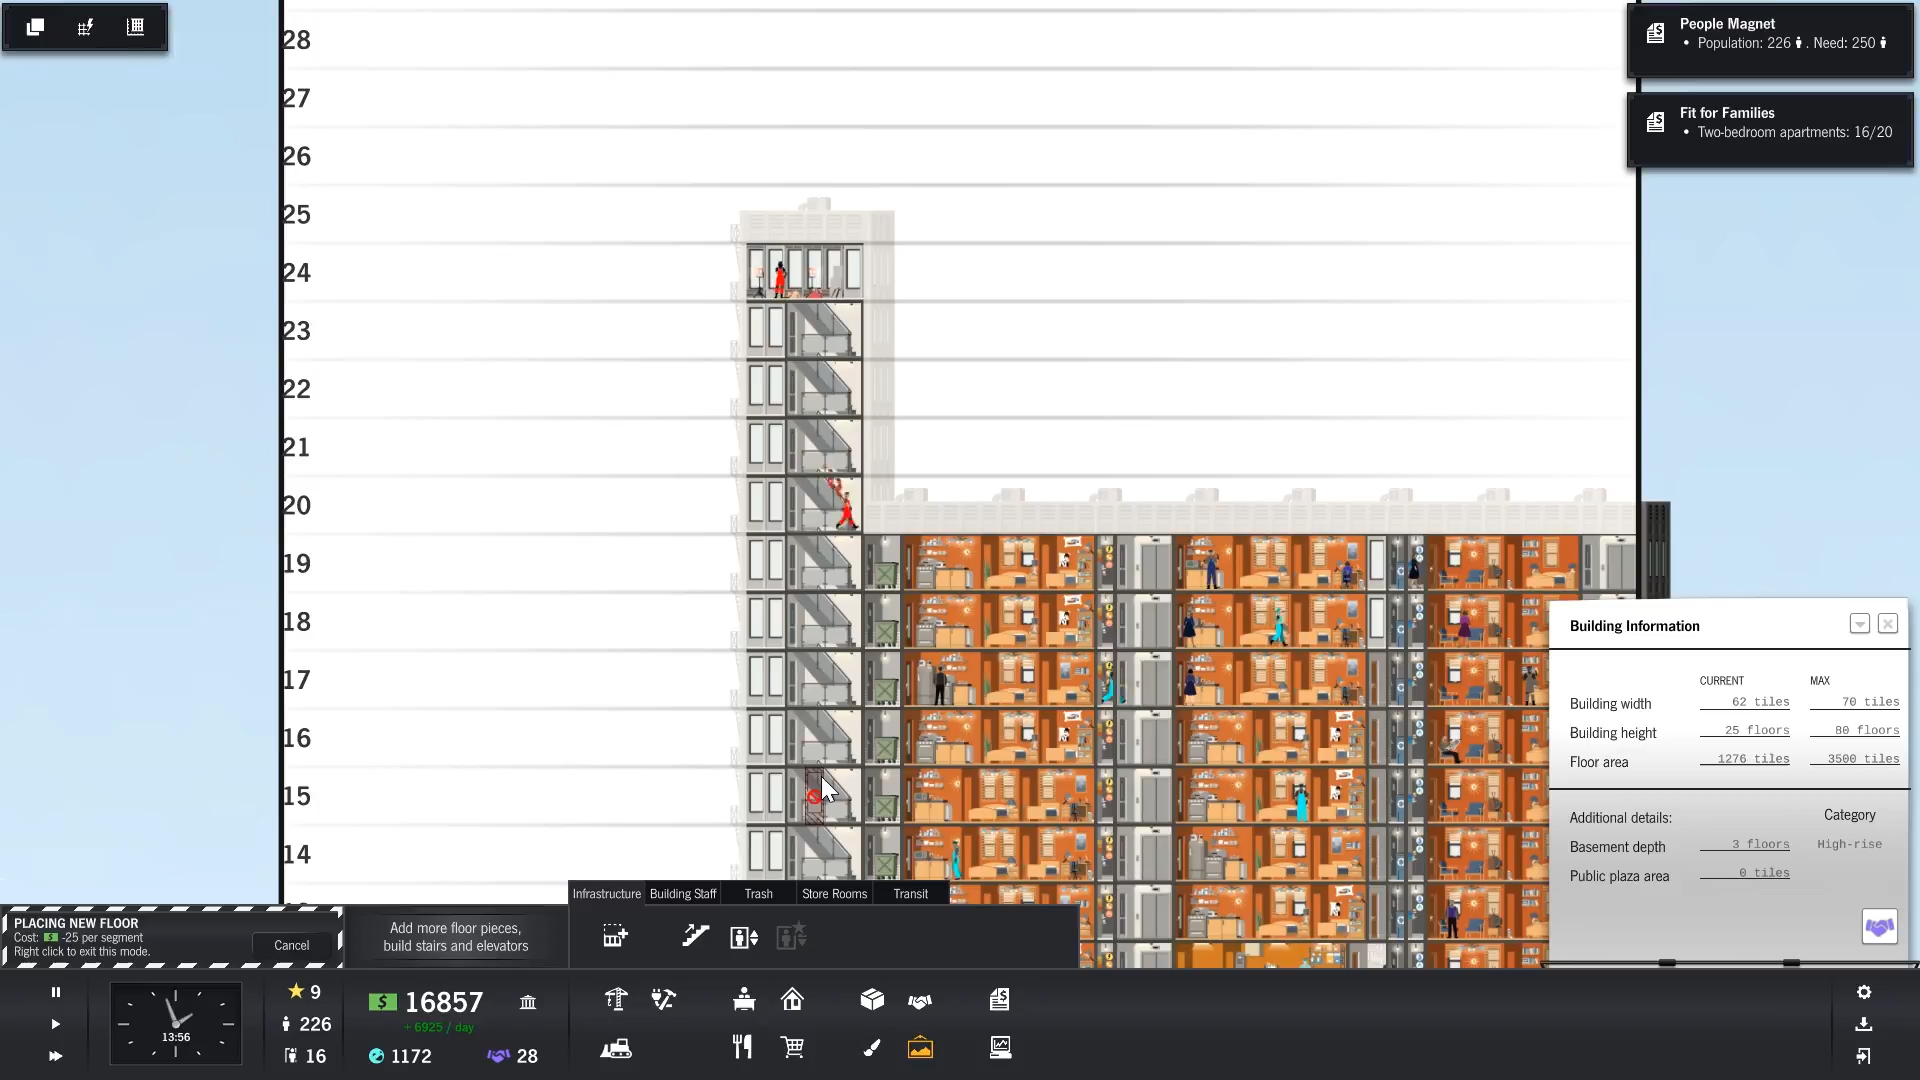 People Magnet
• Population: 226 . Need: 250
Fit for Families
• Two-bedroom apartments: 16/20
28
27
26
25
24
23
22
21
20
19
18
17
16
15
14
Building Information
CURRENT MAX
Building width 62 tiles 70 tiles
Building height 25 floors 80 floors
Floor area 1276 tiles 3500 tiles
Additional details: Category
Basement depth 3 floors High-rise
Public plaza area 0 tiles
Infrastructure Building Staff Trash Store Rooms Transit
PLACING NEW FLOOR
Cost: $ -25 per segment
Right click to exit this mode.
Cancel
Add more floor pieces,
build stairs and elevators
13:56
9
226
16
$ 16857
+ 6925 / day
1172 28